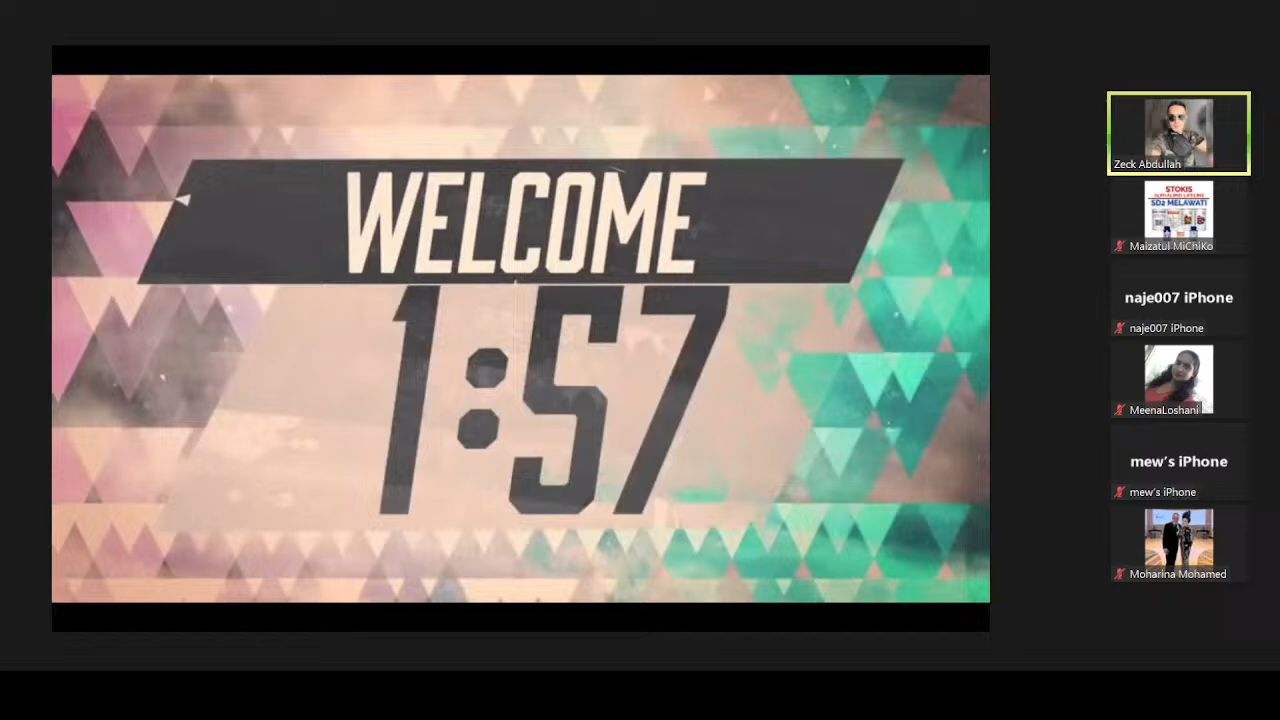 WELCOME
1:57
Zeck Abdullah
STOKIS
SD2 MELAWATI
Maizatul MiChiKo
naje007 iPhone
naje007 iPhone
MeenaLoshani
mew's iPhone
mew's iPhone
Moharina Mohamed